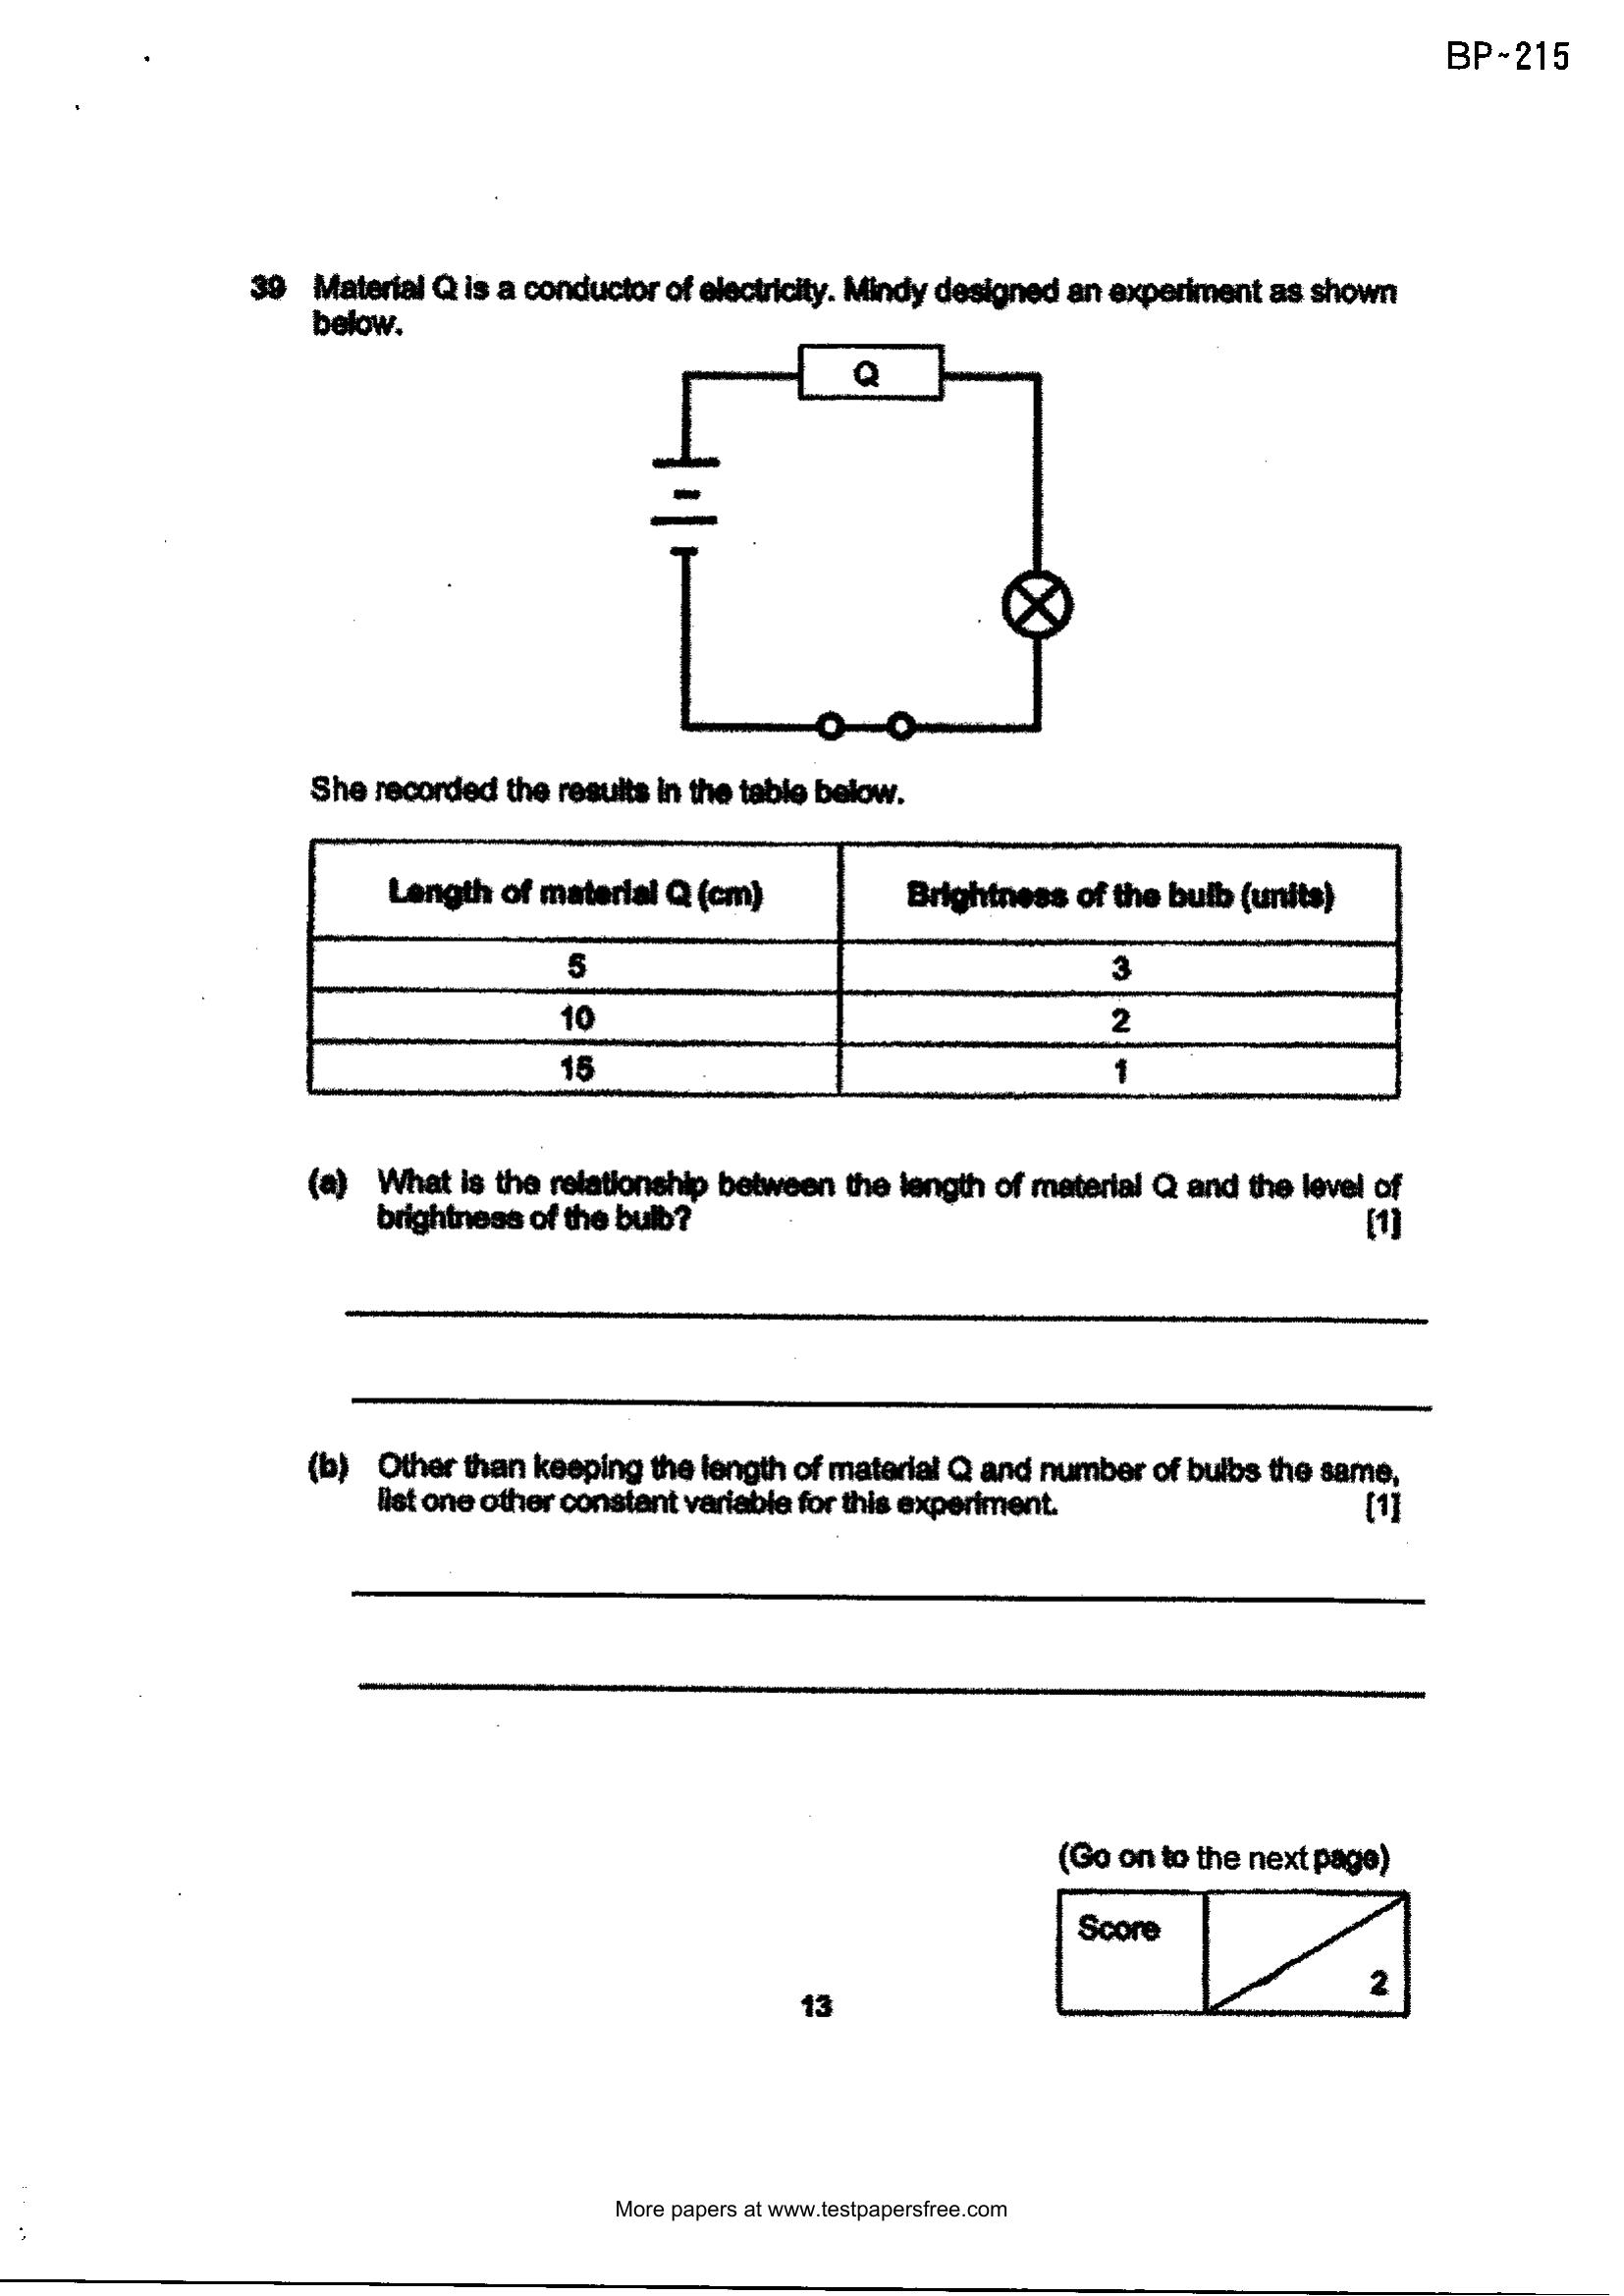 BP~215
39 Material Q is a conductor of electricity. Mindy designed an experiment as shown
below.
Q
She recorded the results in the table below.
Length of material Q (cm) Brightness of the bulb (units)
5 3
10 2
15 1
(a) What is the relationship between the length of material Q and the level of
brightness of the bulb? [1]
(b) Other than keeping the length of material Q and number of bulbs the same,
list one other constant variable for this experiment. [1]
(Go on to the next page)
Score
2
13
More papers at www.testpapersfree.com